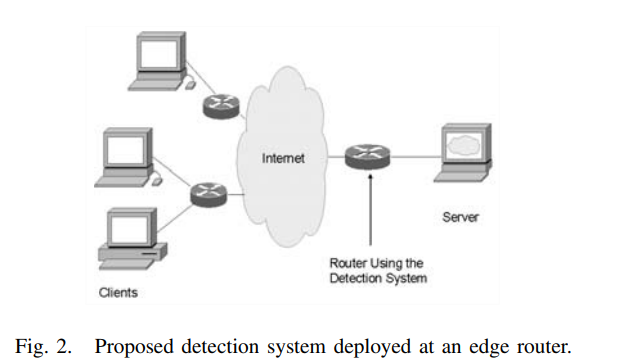 Internet
Server
Router Using the
Detection System
Clients
Fig. 2. Proposed detection system deployed at an edge router.